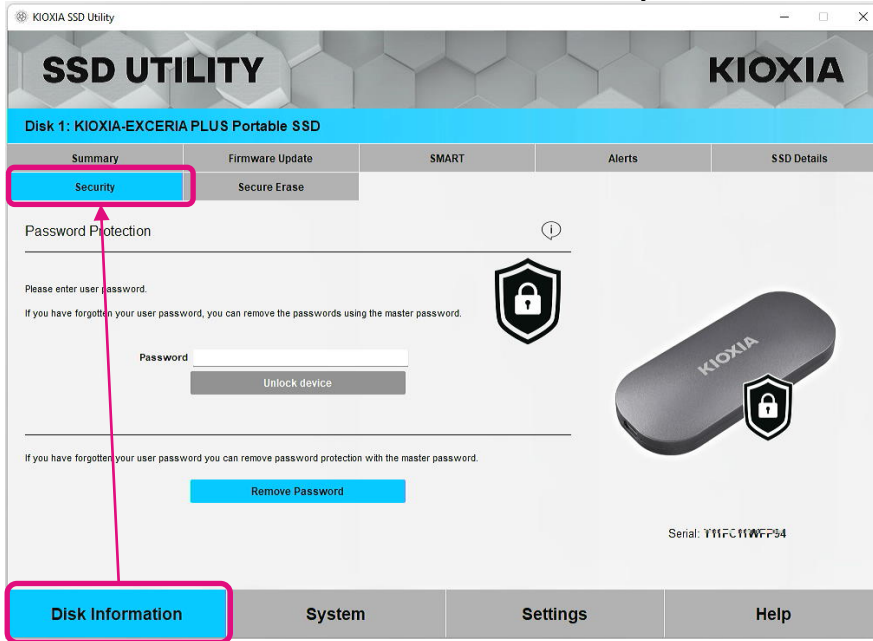 KIOXIA SSD Utility
SSD UTILITY
KIOXIA
Disk 1: KIOXIA-EXCERIA PLUS Portable SSD
Summary Firmware Update SMART Alerts SSD Details
Security Secure Erase
Password Protection
Please enter user password.
If you have forgotten your user password, you can remove the passwords using the master password.
Password
Unlock device
KIOXIA
If you have forgotten your user password you can remove password protection with the master password.
Remove Password
Serial:
Disk Information System Settings Help